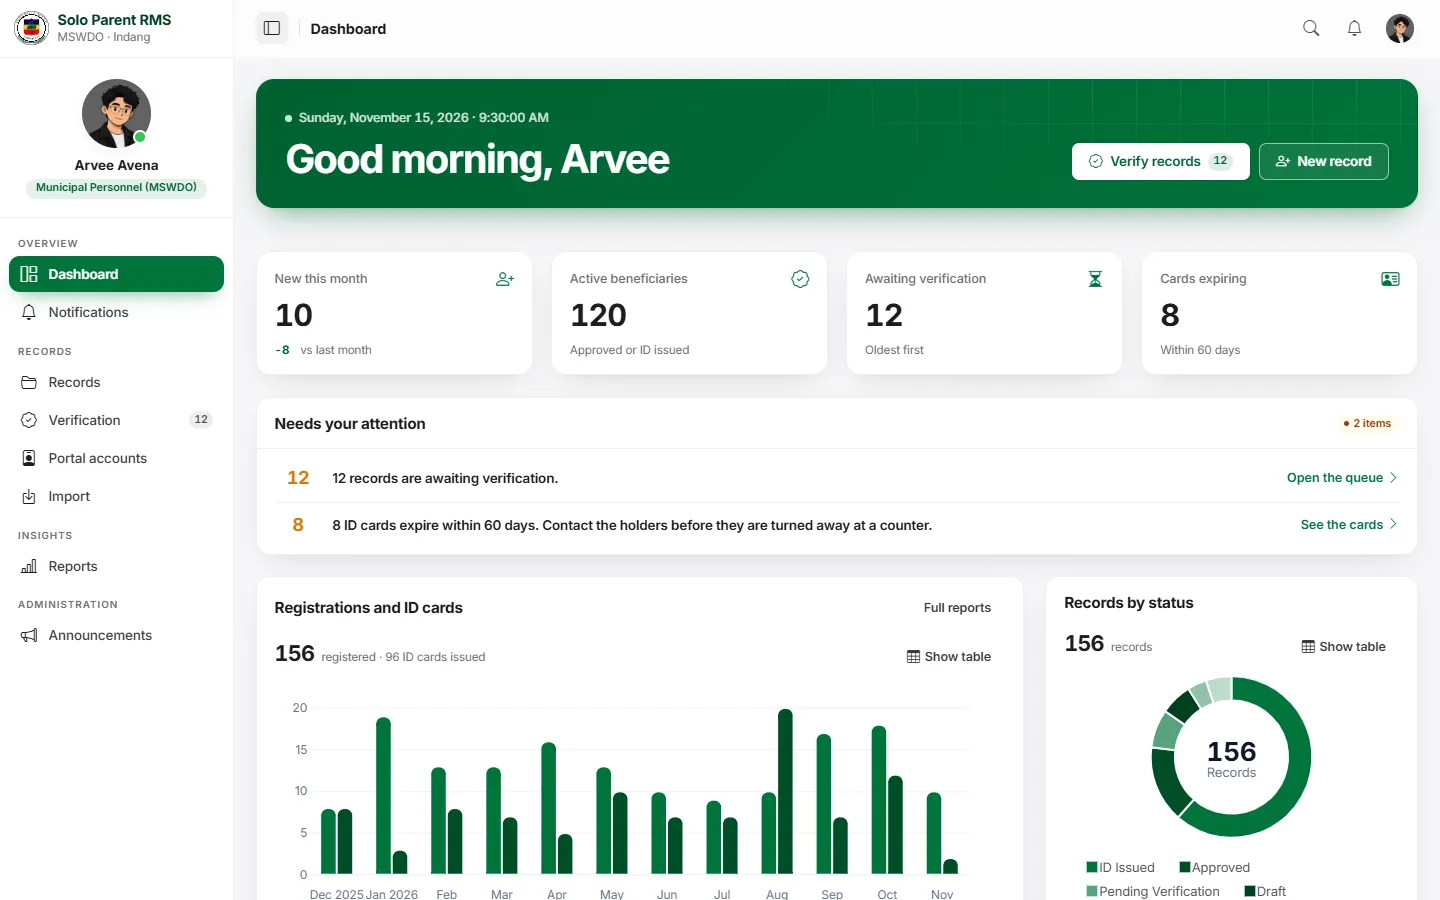 Solo Parent RMS
MSWDO · Indang
Arvee Avena
Municipal Personnel (MSWDO)
OVERVIEW
Dashboard
Notifications
RECORDS
Records
Verification 12
Portal accounts
Import
INSIGHTS
Reports
ADMINISTRATION
Announcements
Dashboard
Sunday, November 15, 2026 · 9:30:00 AM
Good morning, Arvee
Verify records 12
New record
New this month
10
-8 vs last month
Active beneficiaries
120
Approved or ID issued
Awaiting verification
12
Oldest first
Cards expiring
8
Within 60 days
Needs your attention
2 items
12 12 records are awaiting verification. Open the queue
8 8 ID cards expire within 60 days. Contact the holders before they are turned away at a counter. See the cards
Registrations and ID cards
Full reports
156 registered · 96 ID cards issued
Show table
20
15
10
5
0
Dec 2025 Jan 2026 Feb Mar Apr May Jun Jul Aug Sep Oct Nov
Records by status
156 records
Show table
156
Records
ID Issued Approved
Pending Verification Draft